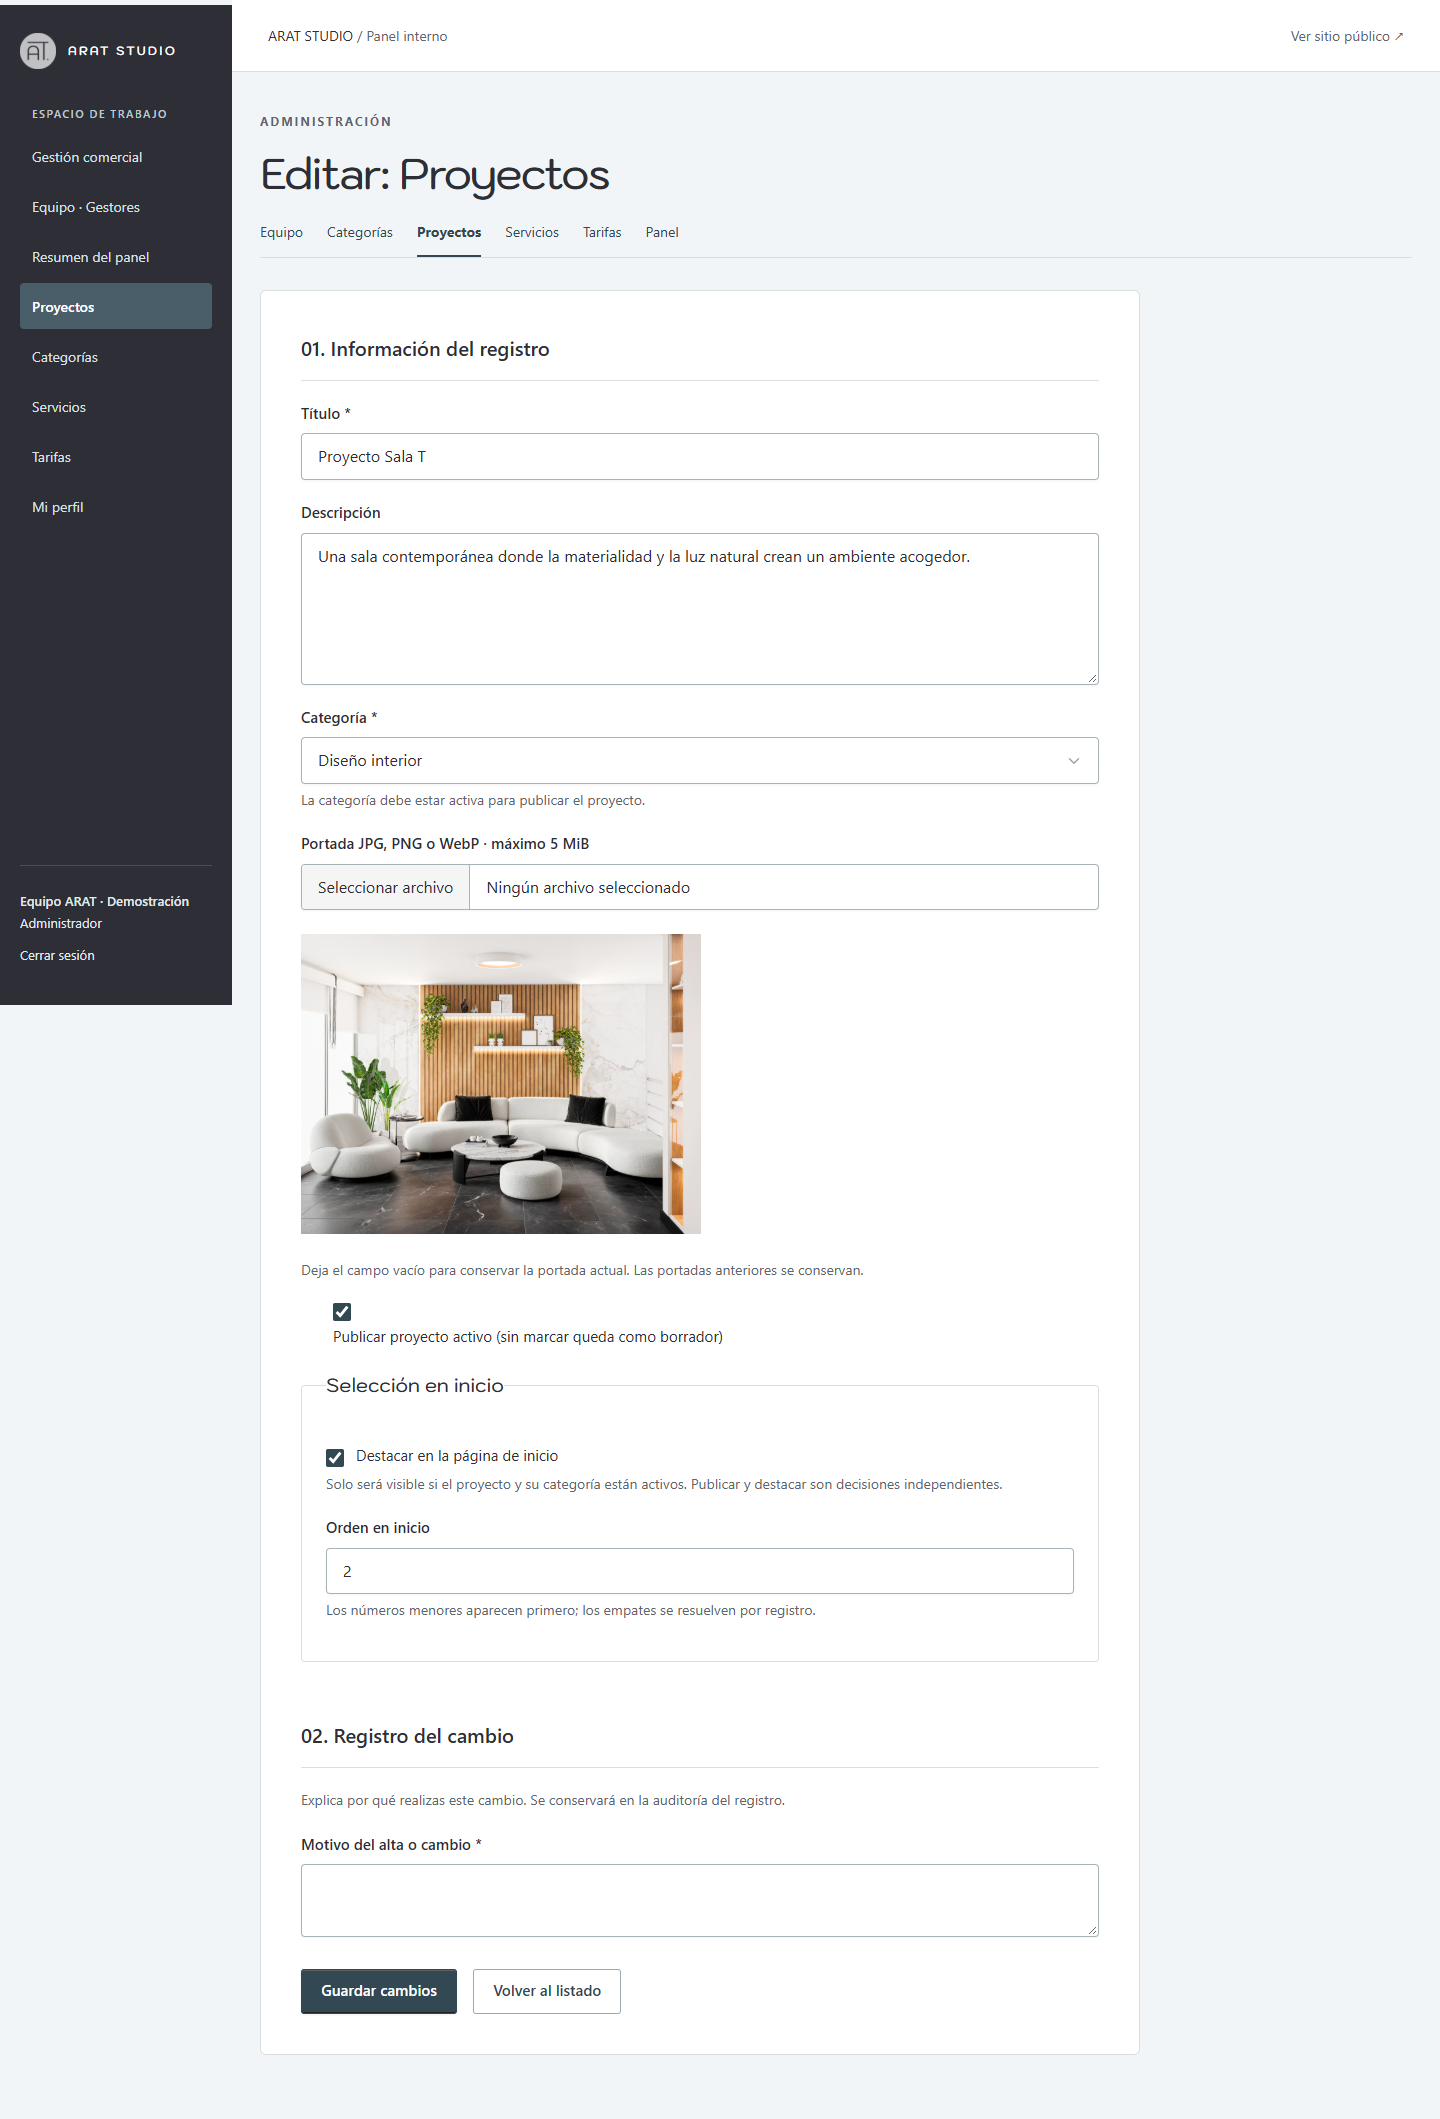 AT.
ARAT STUDIO
ESPACIO DE TRABAJO
Gestión comercial
Equipo · Gestores
Resumen del panel
Proyectos
Categorías
Servicios
Tarifas
Mi perfil
Equipo ARAT · Demostración
Administrador
Cerrar sesión
ARAT STUDIO / Panel interno
Ver sitio público ↗
ADMINISTRACIÓN
Editar: Proyectos
Equipo Categorías Proyectos Servicios Tarifas Panel
01. Información del registro
Título *
Proyecto Sala T
Descripción
Una sala contemporánea donde la materialidad y la luz natural crean un ambiente acogedor.
Categoría *
Diseño interior
La categoría debe estar activa para publicar el proyecto.
Portada JPG, PNG o WebP · máximo 5 MiB
Seleccionar archivo Ningún archivo seleccionado
Deja el campo vacío para conservar la portada actual. Las portadas anteriores se conservan.
Publicar proyecto activo (sin marcar queda como borrador)
Selección en inicio
Destacar en la página de inicio
Solo será visible si el proyecto y su categoría están activos. Publicar y destacar son decisiones independientes.
Orden en inicio
2
Los números menores aparecen primero; los empates se resuelven por registro.
02. Registro del cambio
Explica por qué realizas este cambio. Se conservará en la auditoría del registro.
Motivo del alta o cambio *
Guardar cambios Volver al listado